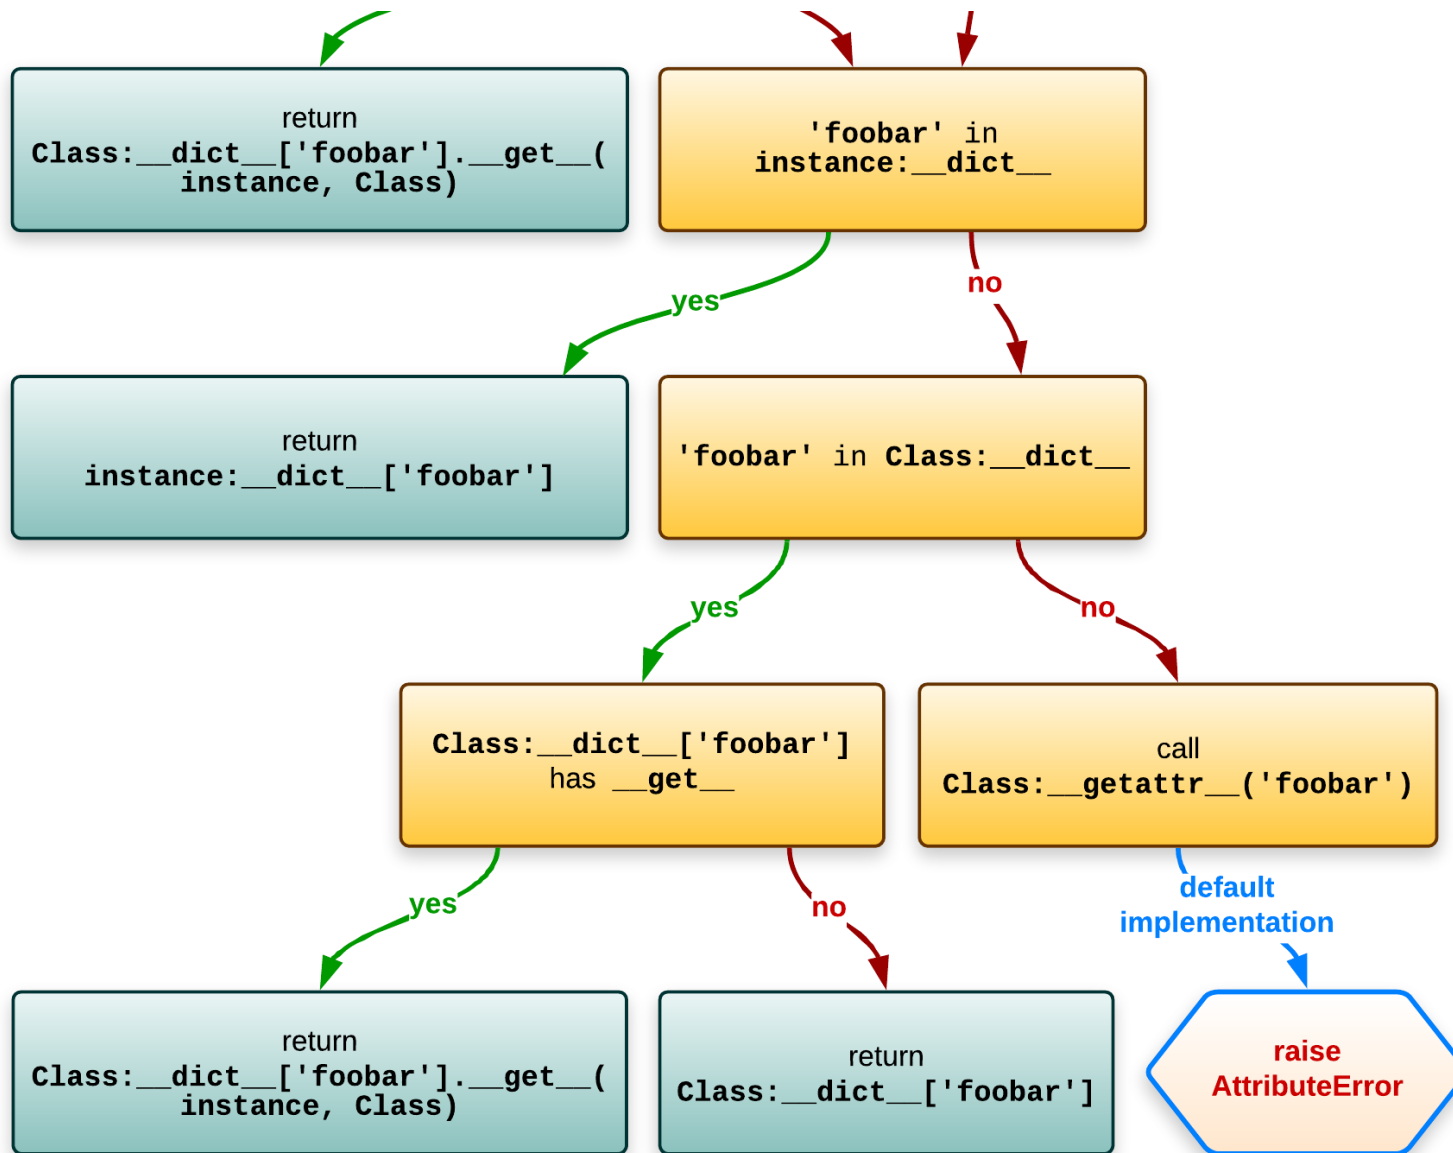 return
Class:__dict__['foobar'].__get__(
instance, Class)
'foobar' in
instance:__dict__
yes
no
return
instance:__dict__['foobar']
'foobar' in Class:__dict__
yes
no
Class:__dict__['foobar']
has __get__
call
Class:__getattr__('foobar')
yes
no
default
implementation
return
Class:__dict__['foobar'].__get__(
instance, Class)
return
Class:__dict__['foobar']
raise
AttributeError